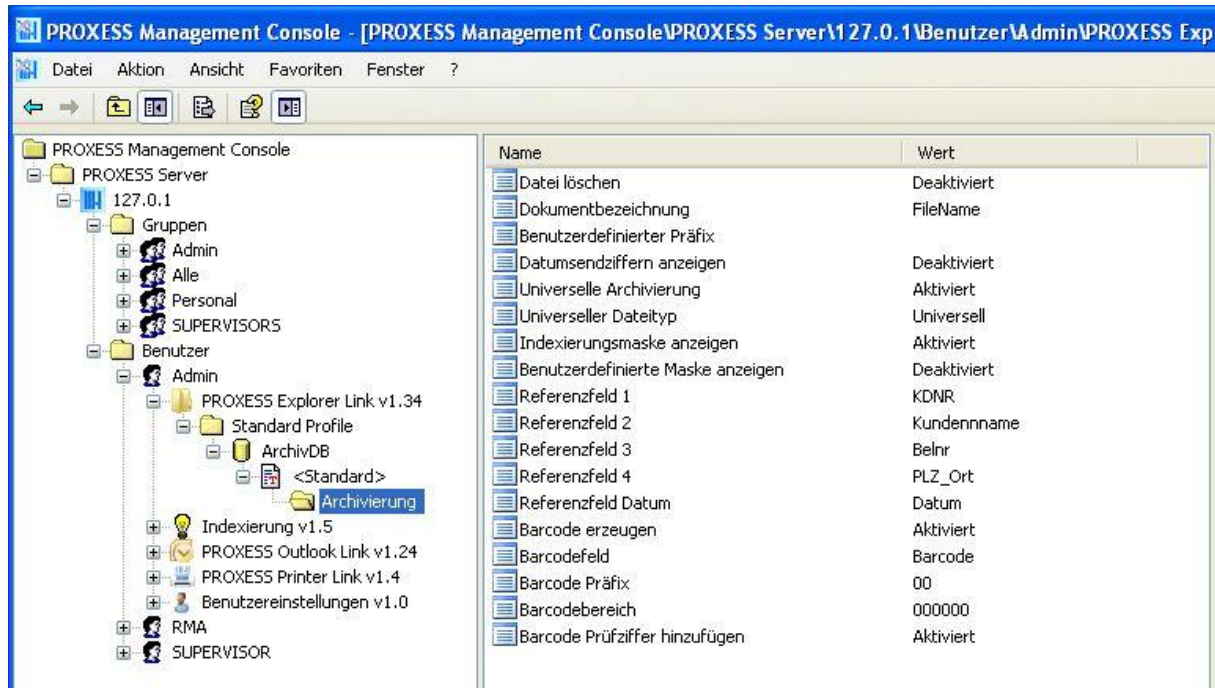 PROXESS Management Console - [PROXESS Management Console\PROXESS Server\127.0.1\Benutzer\Admin\PROXESS Exp
Datei Aktion Ansicht Favoriten Fenster ?
PROXESS Management Console
PROXESS Server
127.0.1
Gruppen
Admin
Alle
Personal
SUPERVISORS
Benutzer
Admin
PROXESS Explorer Link v1.34
Standard Profile
ArchivDB
<Standard>
Archivierung
Indexierung v1.5
PROXESS Outlook Link v1.24
PROXESS Printer Link v1.4
Benutzereinstellungen v1.0
RMA
SUPERVISOR
Name Wert
Datei löschen Deaktiviert
Dokumentbezeichnung FileName
Benutzerdefinierter Präfix
Datumsendziffern anzeigen Deaktiviert
Universelle Archivierung Aktiviert
Universeller Dateityp Universell
Indexierungsmaske anzeigen Aktiviert
Benutzerdefinierte Maske anzeigen Deaktiviert
Referenzfeld 1 KDNR
Referenzfeld 2 Kundennname
Referenzfeld 3 Belnr
Referenzfeld 4 PLZ_Ort
Referenzfeld Datum Datum
Barcode erzeugen Aktiviert
Barcodefeld Barcode
Barcode Präfix 00
Barcodebereich 000000
Barcode Prüfziffer hinzufügen Aktiviert